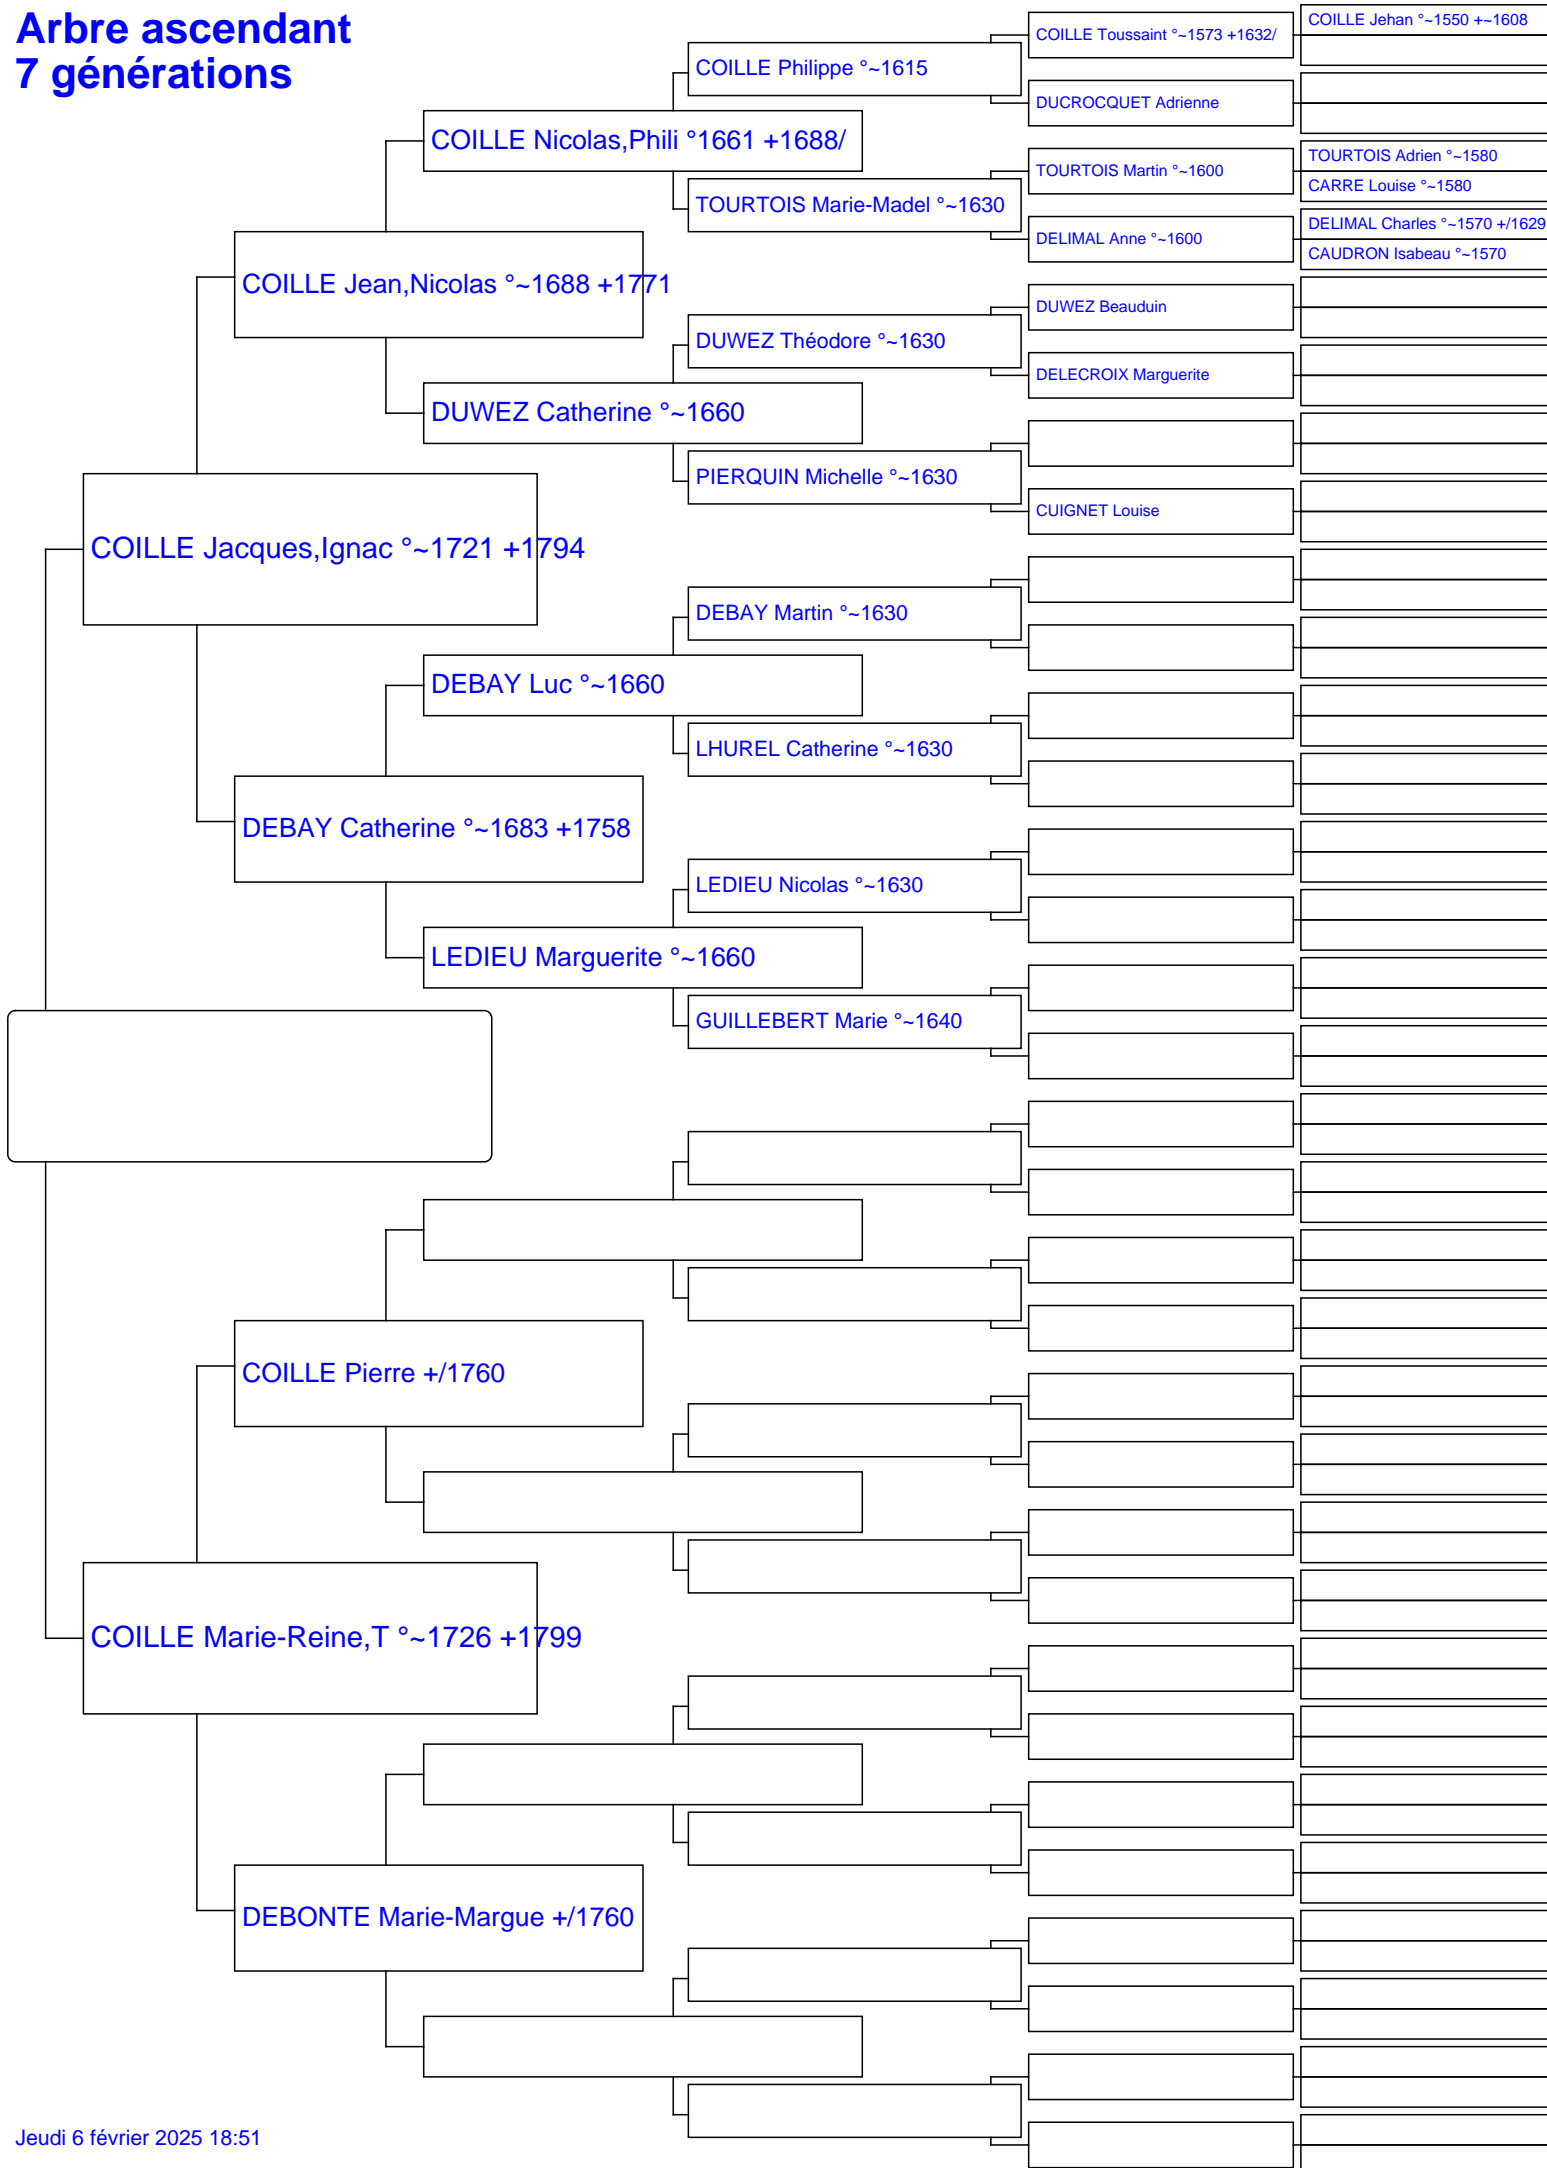 Arbre ascendant
7 générations
COILLE Toussaint °~1573 +1632/
COILLE Jehan °~1550 +~1608
COILLE Philippe °~1615
DUCROCQUET Adrienne
COILLE Nicolas,Phili °1661 +1688/
TOURTOIS Martin °~1600
TOURTOIS Adrien °~1580
CARRE Louise °~1580
TOURTOIS Marie-Madel °~1630
DELIMAL Anne °~1600
DELIMAL Charles °~1570 +/1629
CAUDRON Isabeau °~1570
COILLE Jean,Nicolas °~1688 +1771
DUWEZ Beauduin
DUWEZ Théodore °~1630
DELECROIX Marguerite
DUWEZ Catherine °~1660
PIERQUIN Michelle °~1630
CUIGNET Louise
COILLE Jacques,Ignac °~1721 +1794
DEBAY Martin °~1630
DEBAY Luc °~1660
LHUREL Catherine °~1630
DEBAY Catherine °~1683 +1758
LEDIEU Nicolas °~1630
LEDIEU Marguerite °~1660
GUILLEBERT Marie °~1640
COILLE Pierre +/1760
COILLE Marie-Reine,T °~1726 +1799
DEBONTE Marie-Margue +/1760
Jeudi 6 février 2025 18:51